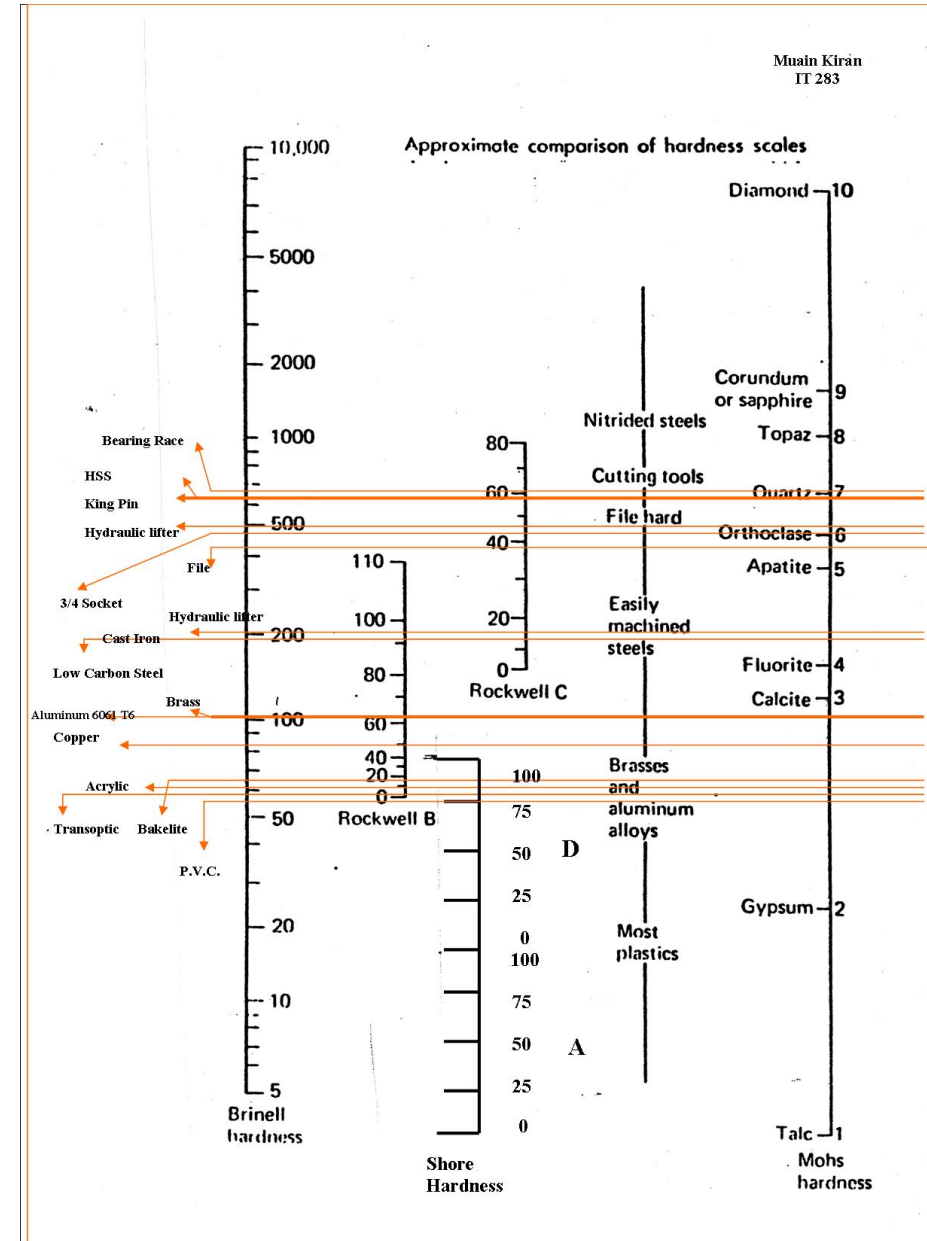 Muain Kiran
IT 283
Approximate comparison of hardness scales
10,000
5000
2000
1000
500
200
100
50
20
10
5
Brinell
hardness
Bearing Race
HSS
King Pin
Hydraulic lifter
File
3/4 Socket
Hydraulic lifter
Cast Iron
Low Carbon Steel
Brass
Aluminum 6061 T6
Copper
Acrylic
Transoptic
Bakelite
P.V.C.
110
100
80
60
40
20
0
Rockwell B
80
60
40
20
0
Rockwell C
100
75
50
25
0
D
100
75
50
25
0
A
Shore
Hardness
Nitrided steels
Cutting tools
File hard
Easily
machined
steels
Brasses
and
aluminum
alloys
Most
plastics
Diamond 10
Corundum
or sapphire 9
Topaz 8
Quartz 7
Orthoclase 6
Apatite 5
Fluorite 4
Calcite 3
Gypsum 2
Talc 1
Mohs
hardness